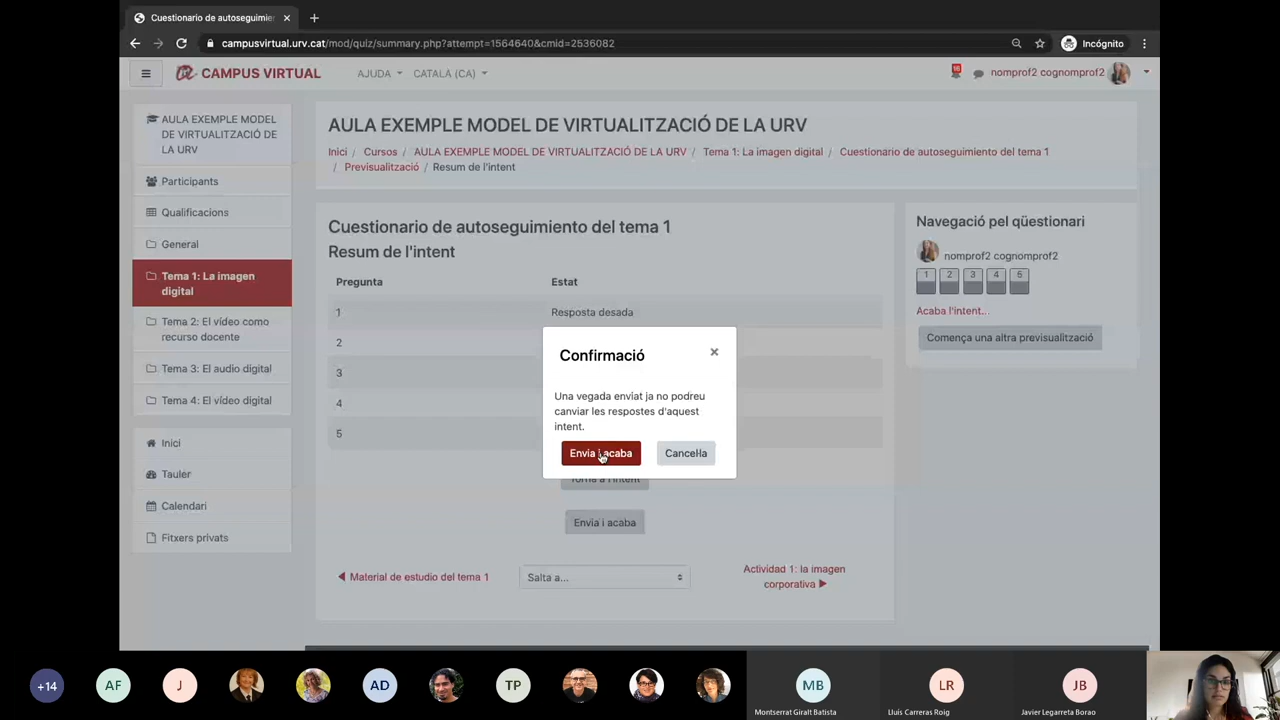 Cuestionario de autoseguimien
campusvirtual.urv.cat/mod/quiz/summary.php?attempt=1564640&cmid=2536082
Incógnito
CAMPUS VIRTUAL
AJUDA
CATALÀ (CA)
nomprof2 cognomprof2
AULA EXEMPLE MODEL
DE VIRTUALITZACIÓ DE
LA URV
Participants
Qualificacions
General
Tema 1: La imagen
digital
Tema 2: El vídeo como
recurso docente
Tema 3: El audio digital
Tema 4: El vídeo digital
Inici
Tauler
Calendari
Fitxers privats
AULA EXEMPLE MODEL DE VIRTUALITZACIÓ DE LA URV
Inici / Cursos / AULA EXEMPLE MODEL DE VIRTUALITZACIÓ DE LA URV / Tema 1: La imagen digital / Cuestionario de autoseguimiento del tema 1
/ Previsualització / Resum de l'intent
Cuestionario de autoseguimiento del tema 1
Resum de l'intent
Pregunta Estat
1 Resposta desada
2
3
4
5
Confirmació
×
Una vegada enviat ja no podreu
canviar les respostes d'aquest
intent.
Envia i acaba
Cancel·la
Torna a l'intent
Envia i acaba
◀ Material de estudio del tema 1
Salta a...
Actividad 1: la imagen
corporativa ▶
Navegació pel qüestionari
nomprof2 cognomprof2
1 2 3 4 5
Acaba l'intent...
Comença una altra previsualització
+14
AF
J
AD
TP
MB
Montserrat Giralt Batista
LR
Lluís Carreras Roig
JB
Javier Legarreta Borao